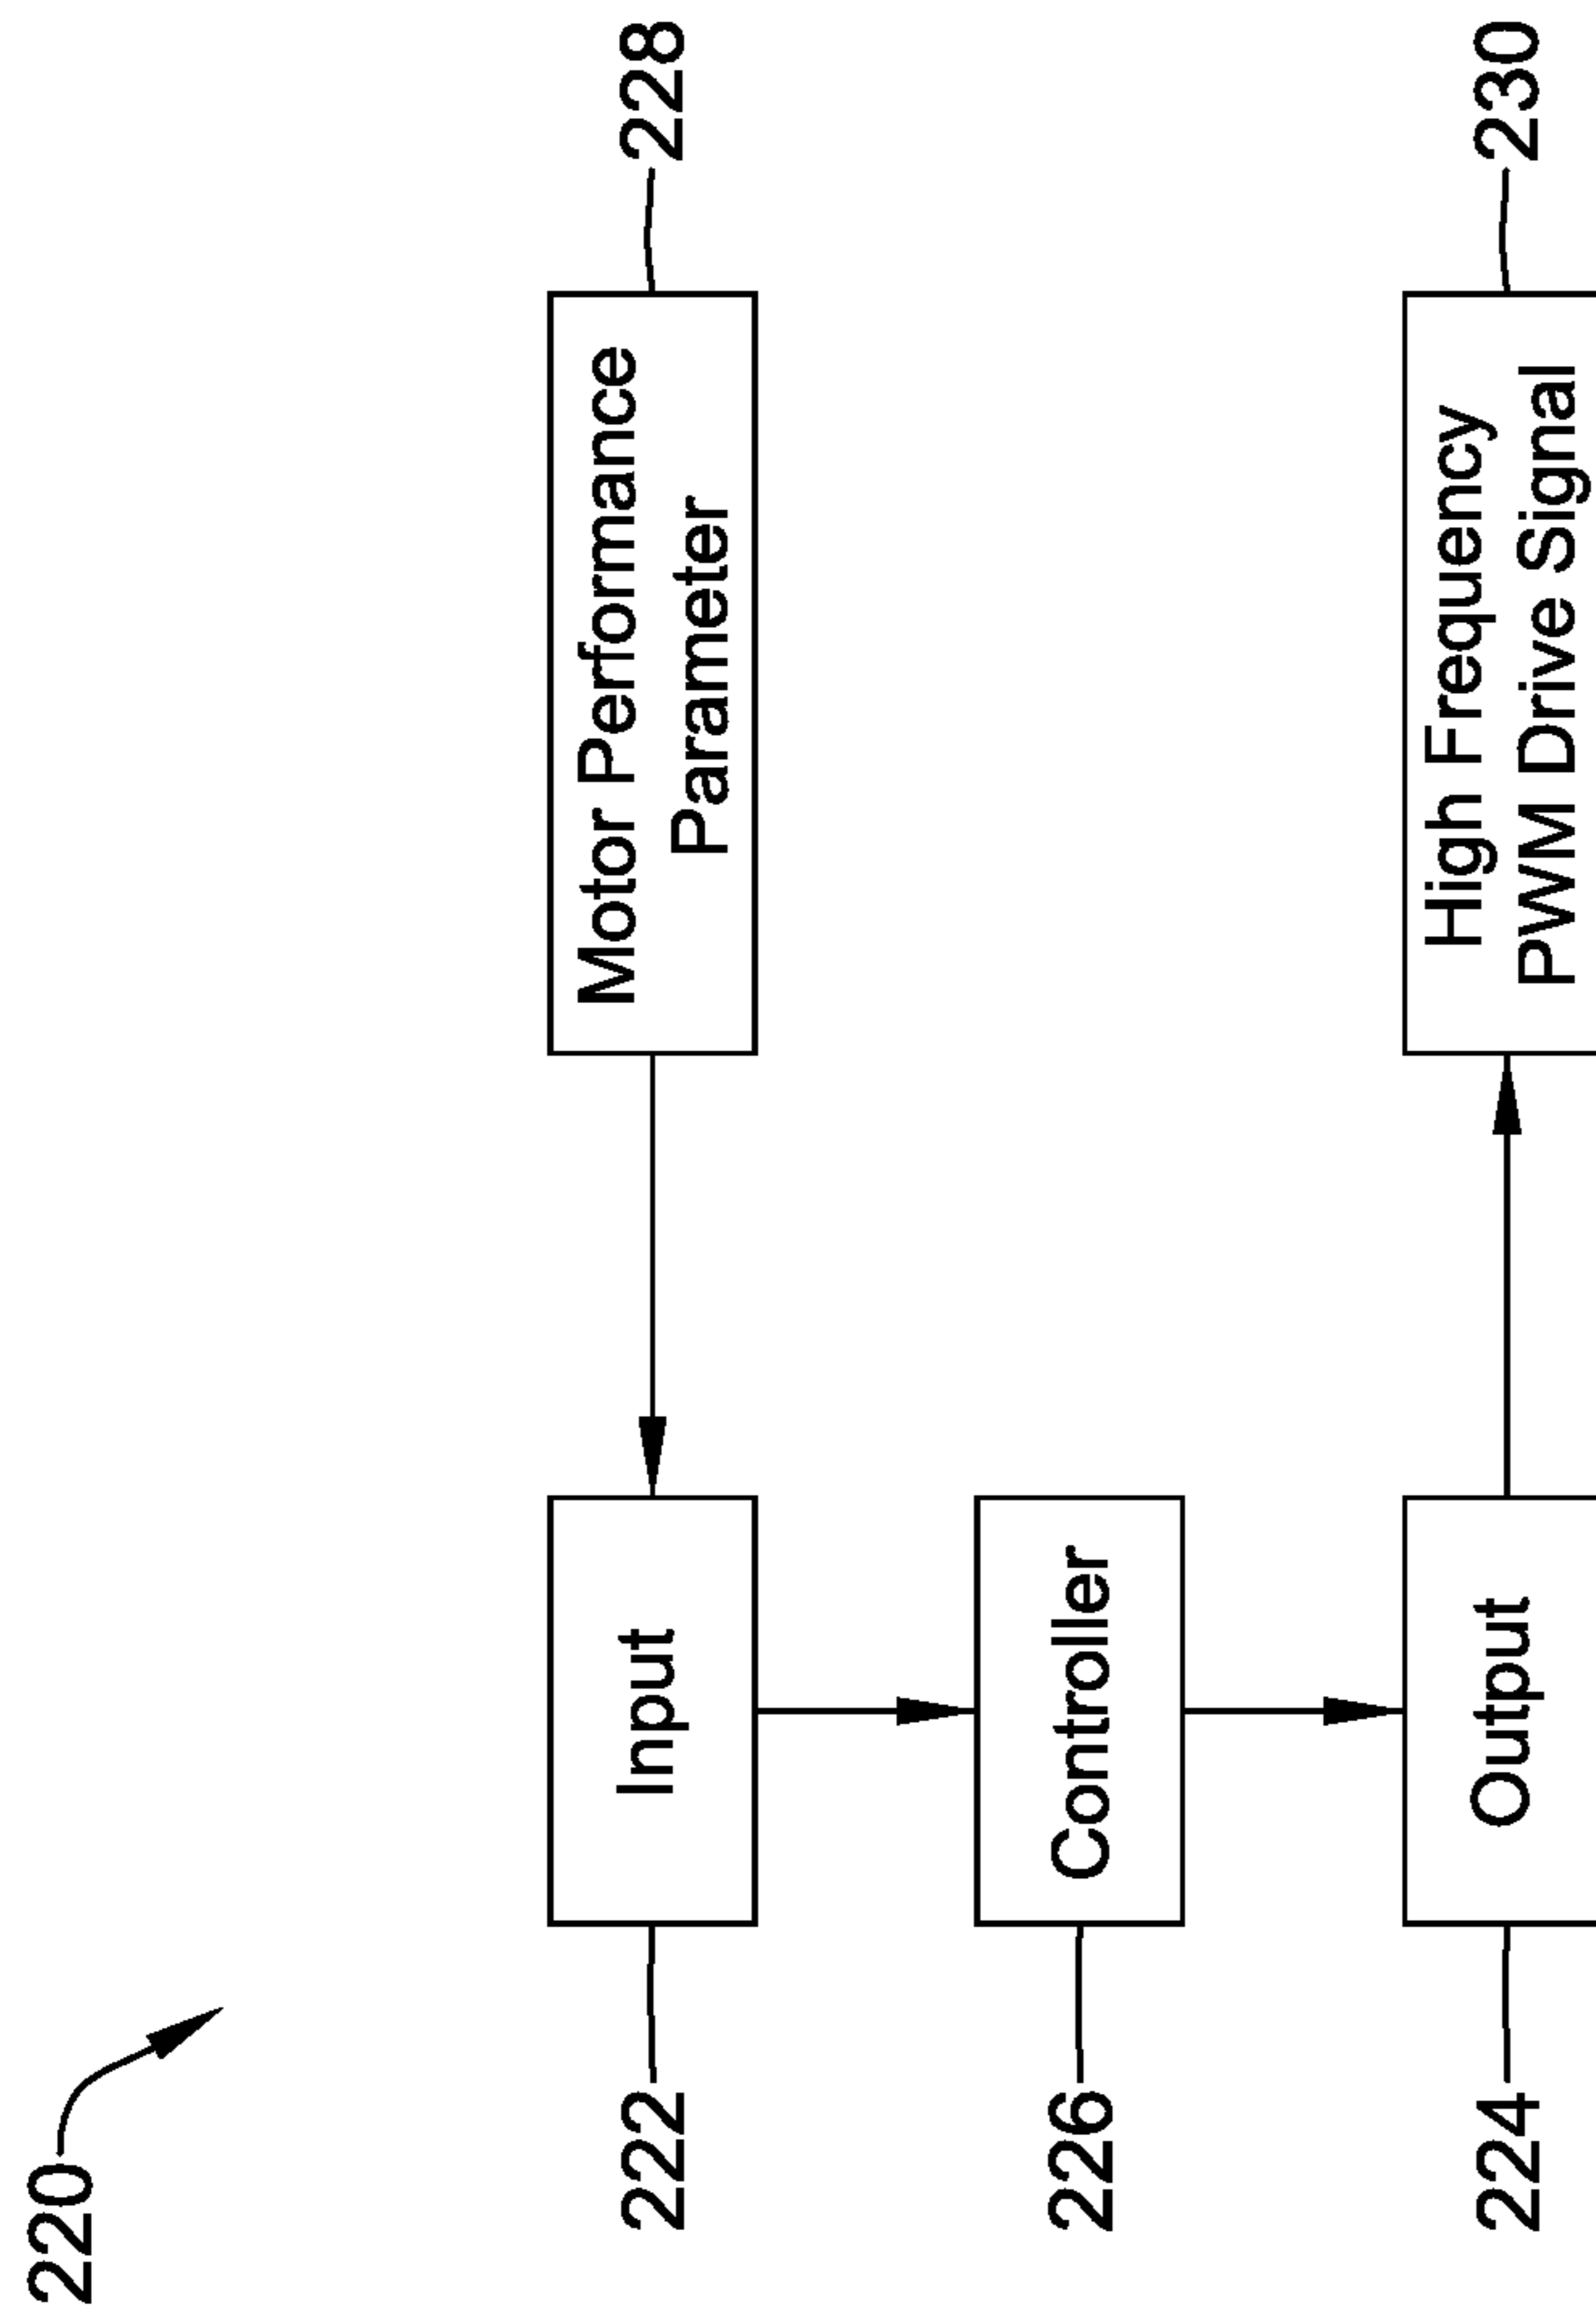 220
222
Input
Motor Performance
Parameter
228
226
Controller
224
Output
High Frequency
PWM Drive Signal
230